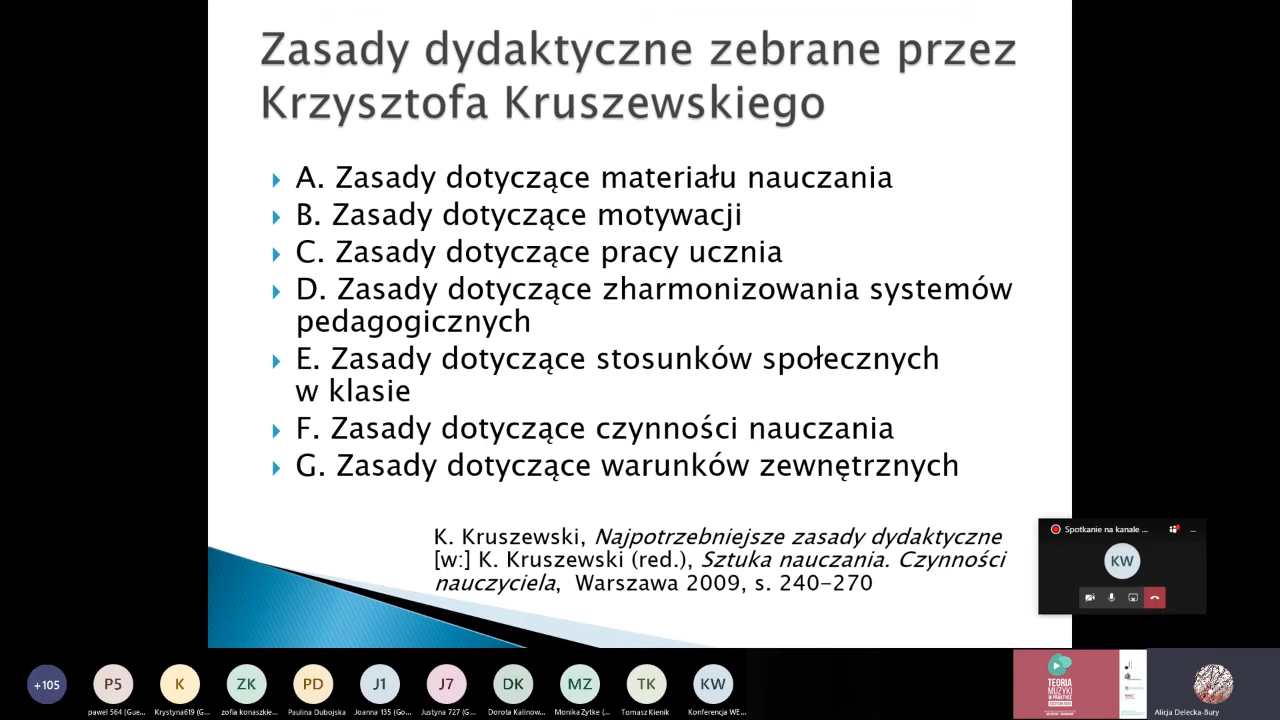 Zasady dydaktyczne zebrane przez
Krzysztofa Kruszewskiego
A. Zasady dotyczące materiału nauczania
B. Zasady dotyczące motywacji
C. Zasady dotyczące pracy ucznia
D. Zasady dotyczące zharmonizowania systemów
pedagogicznych
E. Zasady dotyczące stosunków społecznych
w klasie
F. Zasady dotyczące czynności nauczania
G. Zasady dotyczące warunków zewnętrznych
K. Kruszewski, Najpotrzebniejsze zasady dydaktyczne
[w:] K. Kruszewski (red.), Sztuka nauczania. Czynności
nauczyciela, Warszawa 2009, s. 240-270
Spotkanie na kanale ...
KW
+105
P5
K
ZK
PD
J1
J7
DK
MZ
TK
KW
pawel 564 (Gue...
Krystyna619 (G...
zofia konaszkie...
Paulina Dubojska
Joanna 135 (Go...
Justyna 727 (G...
Dorota Kalinow...
Monika Zytke (...
Tomasz Kienik
Konferencja WE...
TEORIA
MUZYKI
W PRAKTYCE
Alicja Delecka-Bury